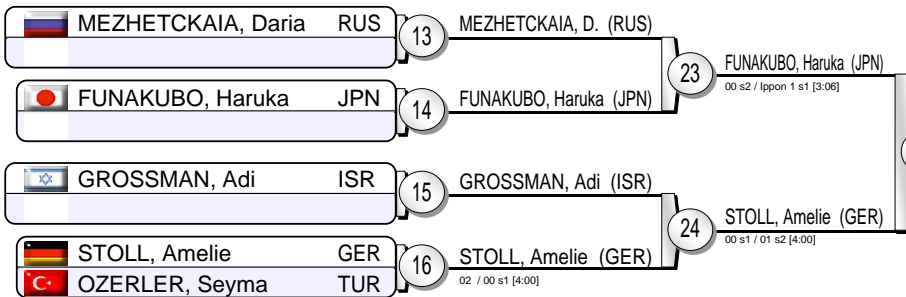 MEZHETCKAIA, Daria RUS
13
MEZHETCKAIA, D. (RUS)
23
FUNAKUBO, Haruka (JPN)
00 s2 / Ippon 1 s1 [3:06]
FUNAKUBO, Haruka JPN
14
FUNAKUBO, Haruka (JPN)
GROSSMAN, Adi ISR
15
GROSSMAN, Adi (ISR)
24
STOLL, Amelie (GER)
00 s1 / 01 s2 [4:00]
STOLL, Amelie GER
16
STOLL, Amelie (GER)
02 / 00 s1 [4:00]
OZERLER, Seyma TUR